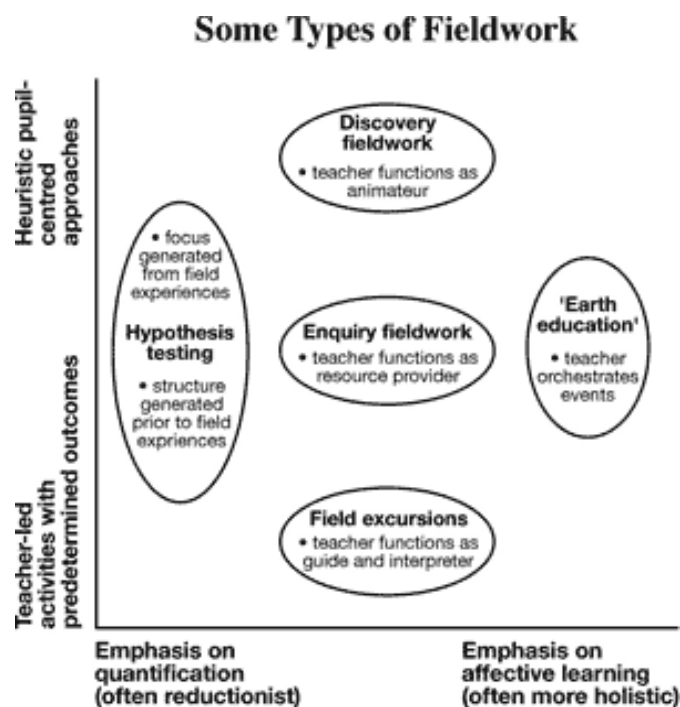 Some Types of Fieldwork
Heuristic pupil-
centred
approaches
Teacher-led
activities with
predetermined outcomes
Discovery
fieldwork
• teacher functions as
animateur
• focus
generated
from field
experiences
Hypothesis
testing
• structure
generated
prior to field
expriences
Enquiry fieldwork
• teacher functions as
resource provider
'Earth
education'
• teacher
orchestrates
events
Field excursions
• teacher functions as
guide and interpreter
Emphasis on
quantification
(often reductionist)
Emphasis on
affective learning
(often more holistic)